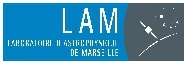 LAM
LABORATOIRE D'ASTROPHYSIQUE
DE MARSEILLE